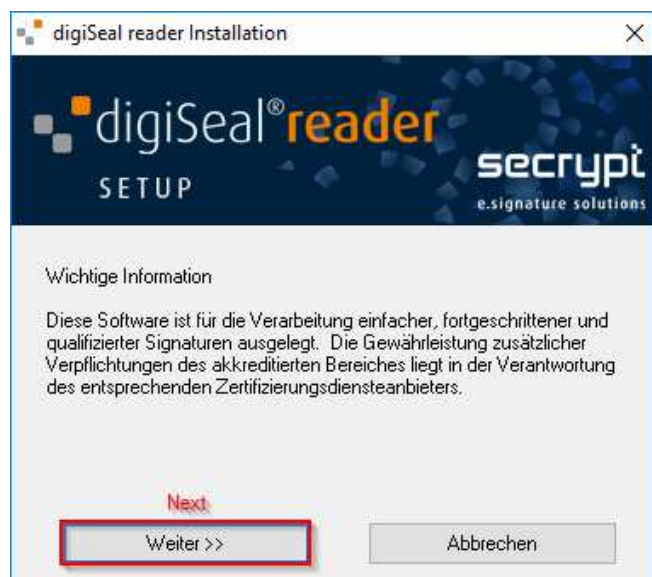 digiSeal reader Installation
digiSeal®reader
SETUP
secrypt
e.signature solutions
Wichtige Information
Diese Software ist für die Verarbeitung einfacher, fortgeschrittener und
qualifizierter Signaturen ausgelegt. Die Gewährleistung zusätzlicher
Verpflichtungen des akkreditierten Bereiches liegt in der Verantwortung
des entsprechenden Zertifizierungsdiensteanbieters.
Next
Weiter >>
Abbrechen